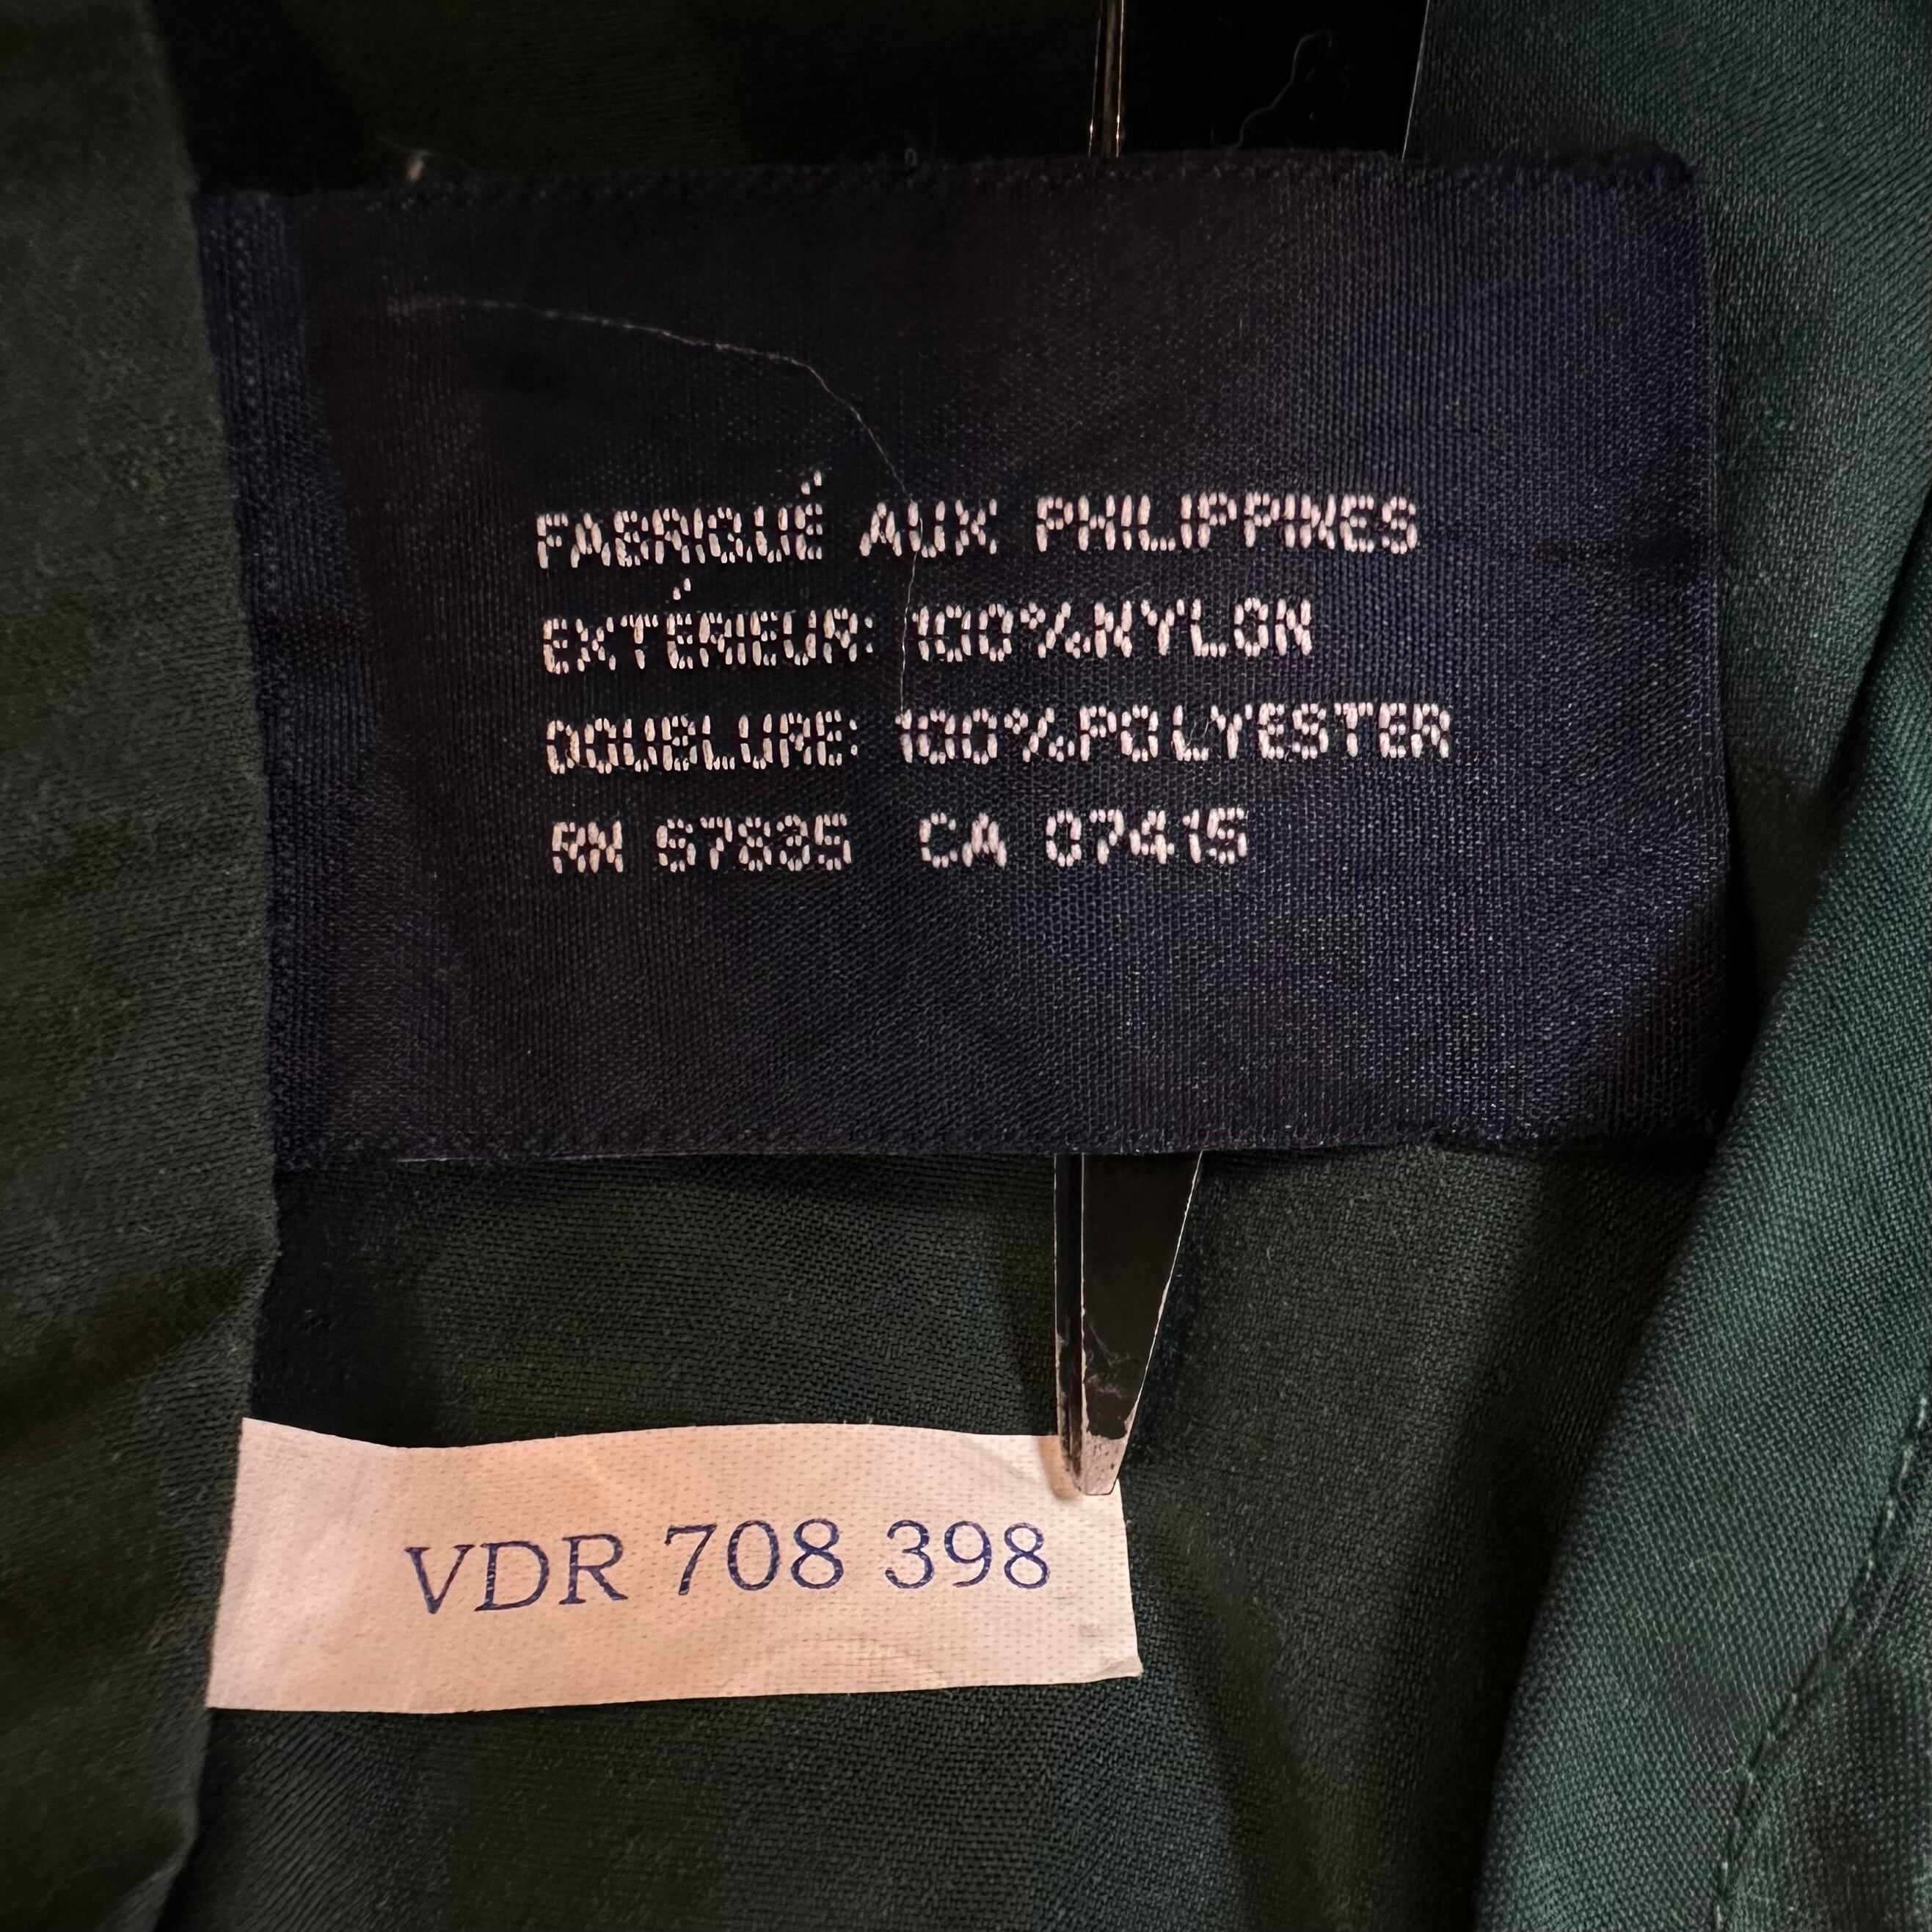 FABRIQUÉ AUX PHILIPPINES
EXTÉRIEUR: 100%NYLON
DOUBLURE: 100%POLYESTER
RN 57835 CA 07415
VDR 708 398